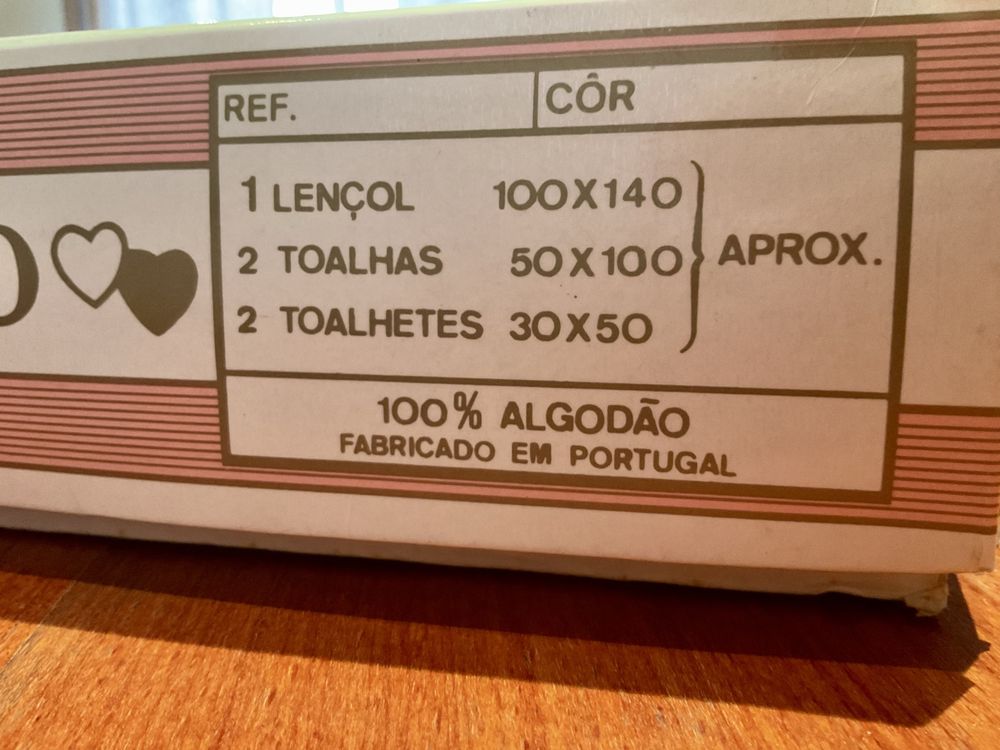 REF. CÔR
1 LENÇOL 100X140
2 TOALHAS 50X100 APROX.
2 TOALHETES 30X50
100% ALGODÃO
FABRICADO EM PORTUGAL